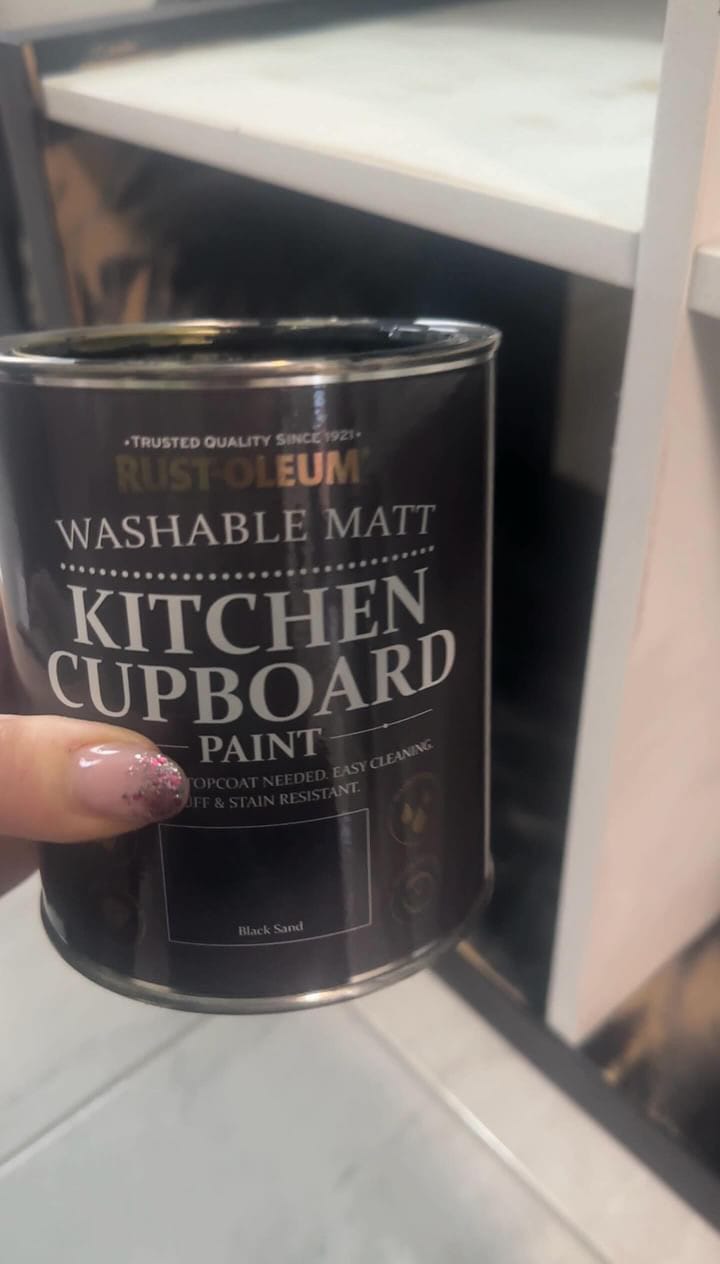 •TRUSTED QUALITY SINCE 1921•
RUST-OLEUM®
WASHABLE MATT
KITCHEN
CUPBOARD
PAINT
TOPCOAT NEEDED. EASY CLEANING.
& STAIN RESISTANT.
Black Sand